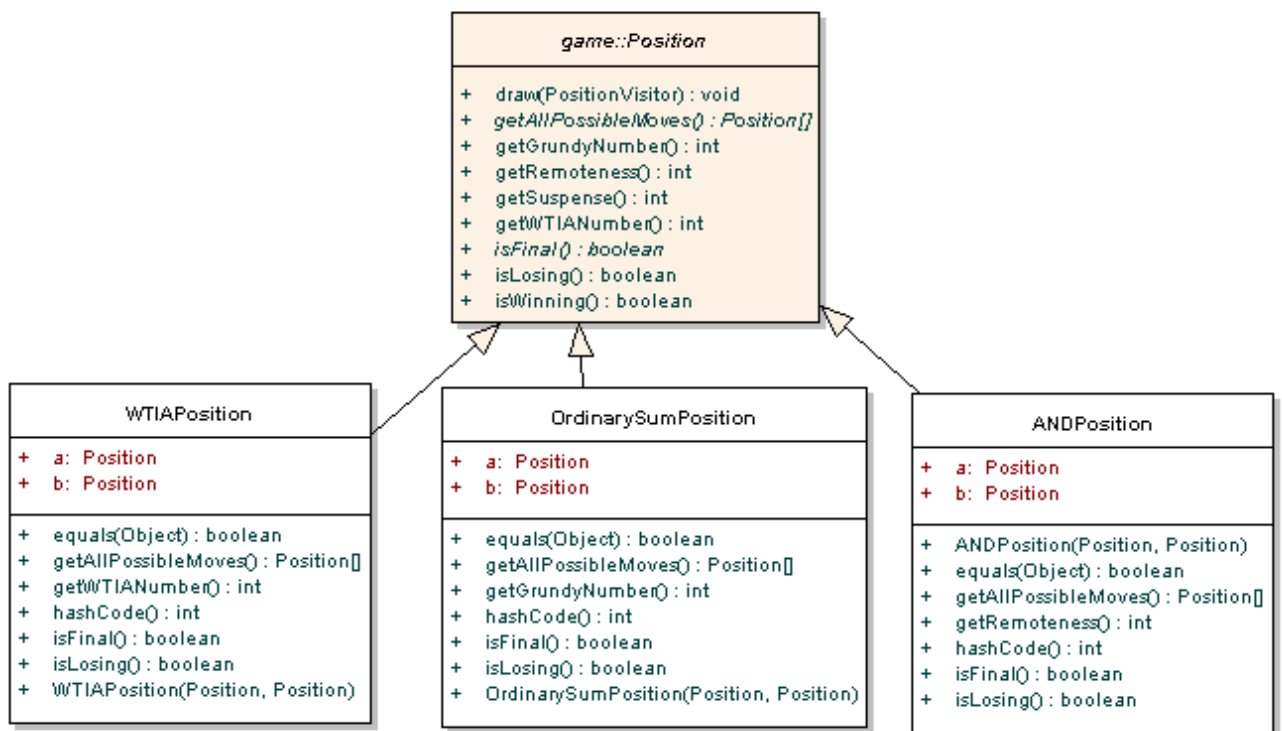 game::Position
+ draw(PositionVisitor) : void
+ getAllPossibleMoves() : Position[]
+ getGrundyNumber() : int
+ getRemoteness() : int
+ getSuspense() : int
+ getWTIANumber() : int
+ isFinal() : boolean
+ isLosing() : boolean
+ isWinning() : boolean
WTIAPosition
+ a: Position
+ b: Position
+ equals(Object) : boolean
+ getAllPossibleMoves() : Position[]
+ getWTIANumber() : int
+ hashCode() : int
+ isFinal() : boolean
+ isLosing() : boolean
+ WTIAPosition(Position, Position)
OrdinarySumPosition
+ a: Position
+ b: Position
+ equals(Object) : boolean
+ getAllPossibleMoves() : Position[]
+ getGrundyNumber() : int
+ hashCode() : int
+ isFinal() : boolean
+ isLosing() : boolean
+ OrdinarySumPosition(Position, Position)
ANDPosition
+ a: Position
+ b: Position
+ ANDPosition(Position, Position)
+ equals(Object) : boolean
+ getAllPossibleMoves() : Position[]
+ getRemoteness() : int
+ hashCode() : int
+ isFinal() : boolean
+ isLosing() : boolean